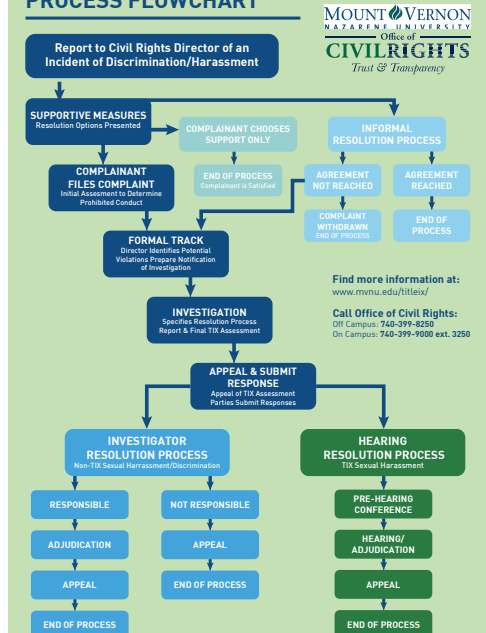 PROCESS FLOWCHART
MOUNT VERNON
NAZARENE UNIVERSITY
Office of
CIVILRIGHTS
Trust & Transparency
Report to Civil Rights Director of an
Incident of Discrimination/Harassment
SUPPORTIVE MEASURES
Resolution Options Presented
COMPLAINANT CHOOSES
SUPPORT ONLY
INFORMAL
RESOLUTION PROCESS
COMPLAINANT
FILES COMPLAINT
Initial Assesment to Determine
Prohibited Conduct
END OF PROCESS
Complainant is Satisfied
AGREEMENT
NOT REACHED
AGREEMENT
REACHED
COMPLAINT
WITHDRAWN
END OF PROCESS
END OF
PROCESS
FORMAL TRACK
Director Identifies Potential
Violations Prepare Notification
of Investigation
Find more information at:
www.mvnu.edu/titleix/
Call Office of Civil Rights:
Off Campus: 740-399-8250
On Campus: 740-399-9000 ext. 3250
INVESTIGATION
Specifies Resolution Process
Report & Final TIX Assessment
APPEAL & SUBMIT
RESPONSE
Appeal of TIX Assessment
Parties Submit Responses
INVESTIGATOR
RESOLUTION PROCESS
Non-TIX Sexual Harrassment/Discrimination
HEARING
RESOLUTION PROCESS
TIX Sexual Harassment
RESPONSIBLE
NOT RESPONSIBLE
PRE-HEARING
CONFERENCE
ADJUDICATION
APPEAL
HEARING/
ADJUDICATION
APPEAL
END OF PROCESS
APPEAL
END OF PROCESS
END OF PROCESS